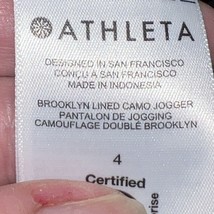 ATHLETA
DESIGNED IN SAN FRANCISCO
CONÇU A SAN FRANCISCO
MADE IN INDONESIA
BROOKLYN LINED CAMO JOGGER
PANTALON DE JOGGING
CAMOUFLAGE DOUBLÉ BROOKLYN
4
Certified